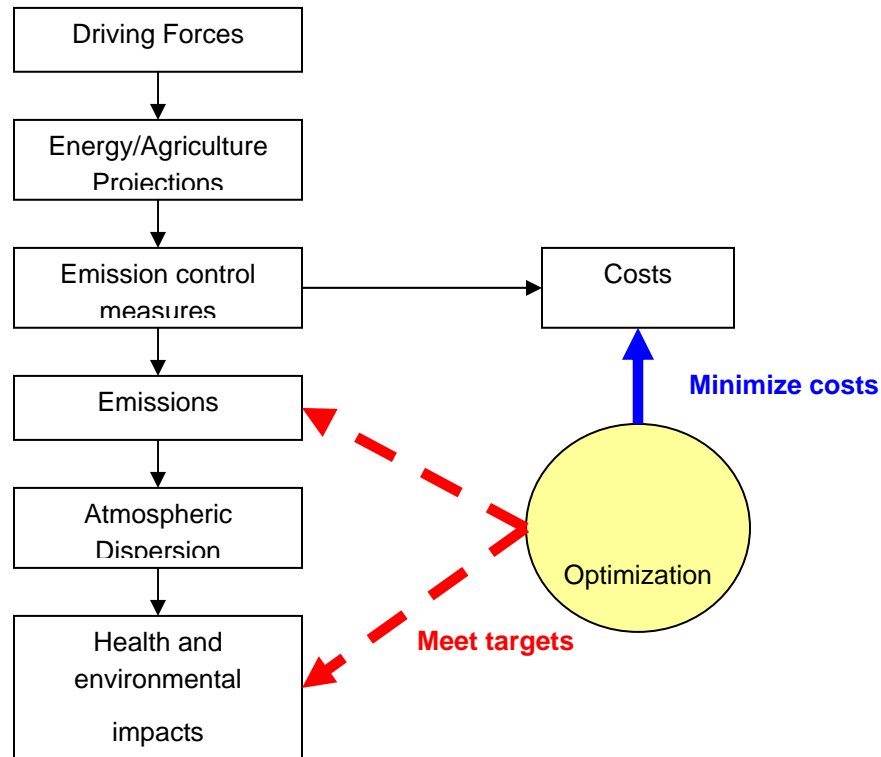 Driving Forces
Energy/Agriculture
Projections
Emission control
measures
Costs
Minimize costs
Emissions
Atmospheric
Dispersion
Optimization
Meet targets
Health and
environmental
impacts